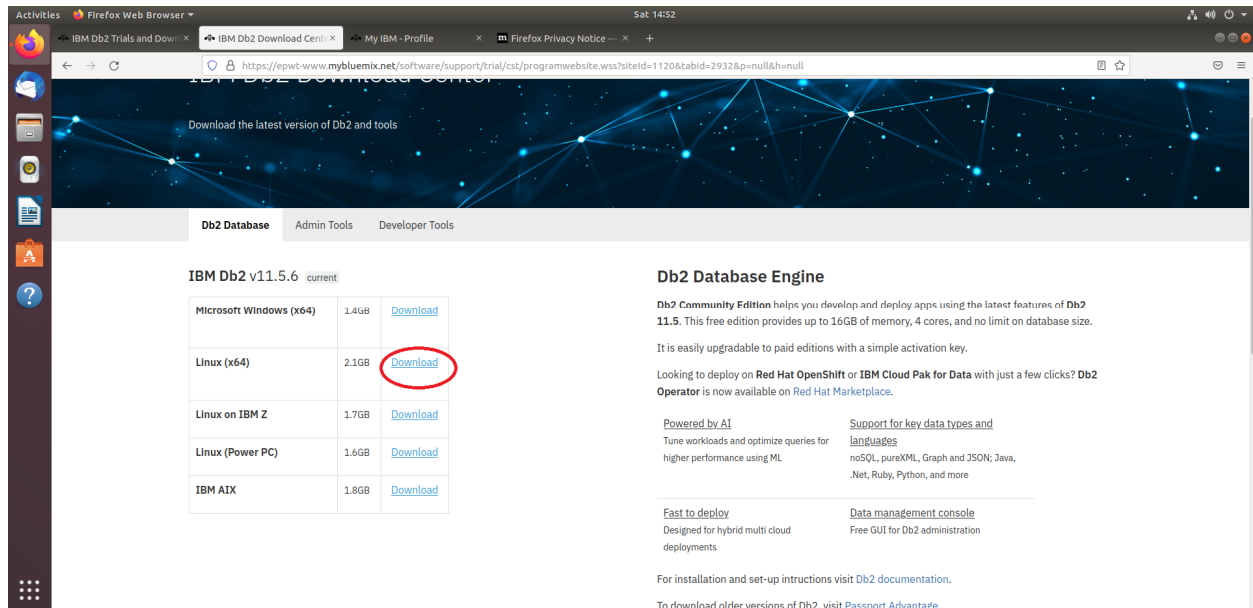 Activities Firefox Web Browser Sat 14:52
IBM Db2 Trials and Down IBM Db2 Download Cente My IBM - Profile Firefox Privacy Notice —
https://epwt-www.mybluemix.net/software/support/trial/cst/programwebsite.wss?siteId=1120&tabId=2932&p=null&h=null
IBM Db2 Download Center
Download the latest version of Db2 and tools
Db2 Database Admin Tools Developer Tools
IBM Db2 v11.5.6 current
Microsoft Windows (x64) 1.4GB Download
Linux (x64) 2.1GB Download
Linux on IBM Z 1.7GB Download
Linux (Power PC) 1.6GB Download
IBM AIX 1.8GB Download
Db2 Database Engine
Db2 Community Edition helps you develop and deploy apps using the latest features of Db2
11.5. This free edition provides up to 16GB of memory, 4 cores, and no limit on database size.
It is easily upgradable to paid editions with a simple activation key.
Looking to deploy on Red Hat OpenShift or IBM Cloud Pak for Data with just a few clicks? Db2
Operator is now available on Red Hat Marketplace.
Powered by AI
Tune workloads and optimize queries for
higher performance using ML
Support for key data types and
languages
noSQL, pureXML, Graph and JSON; Java,
.Net, Ruby, Python, and more
Fast to deploy
Designed for hybrid multi cloud
deployments
Data management console
Free GUI for Db2 administration
For installation and set-up intructions visit Db2 documentation.
To download older versions of Db2, visit Passport Advantage